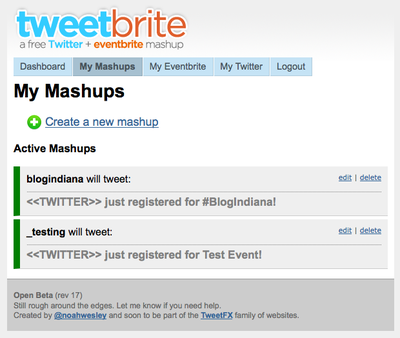 tweetbrite
a free Twitter + eventbrite mashup
Dashboard My Mashups My Eventbrite My Twitter Logout
My Mashups
Create a new mashup
Active Mashups
blogindiana will tweet: edit | delete
<<TWITTER>> just registered for #BlogIndiana!
_testing will tweet: edit | delete
<<TWITTER>> just registered for Test Event!
Open Beta (rev 17)
Still rough around the edges. Let me know if you need help.
Created by @noahwesley and soon to be part of the TweetFX family of websites.